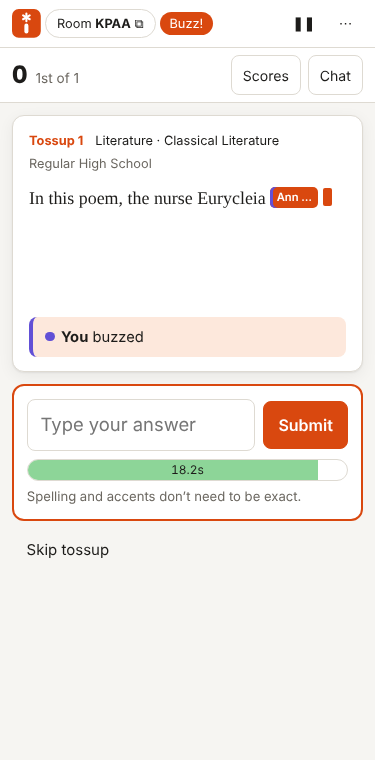 Room KPAA
Buzz!
...
0 1st of 1
Scores
Chat
Tossup 1 Literature · Classical Literature
Regular High School
In this poem, the nurse Eurycleia Ann ...
You buzzed
Type your answer
Submit
18.2s
Spelling and accents don’t need to be exact.
Skip tossup